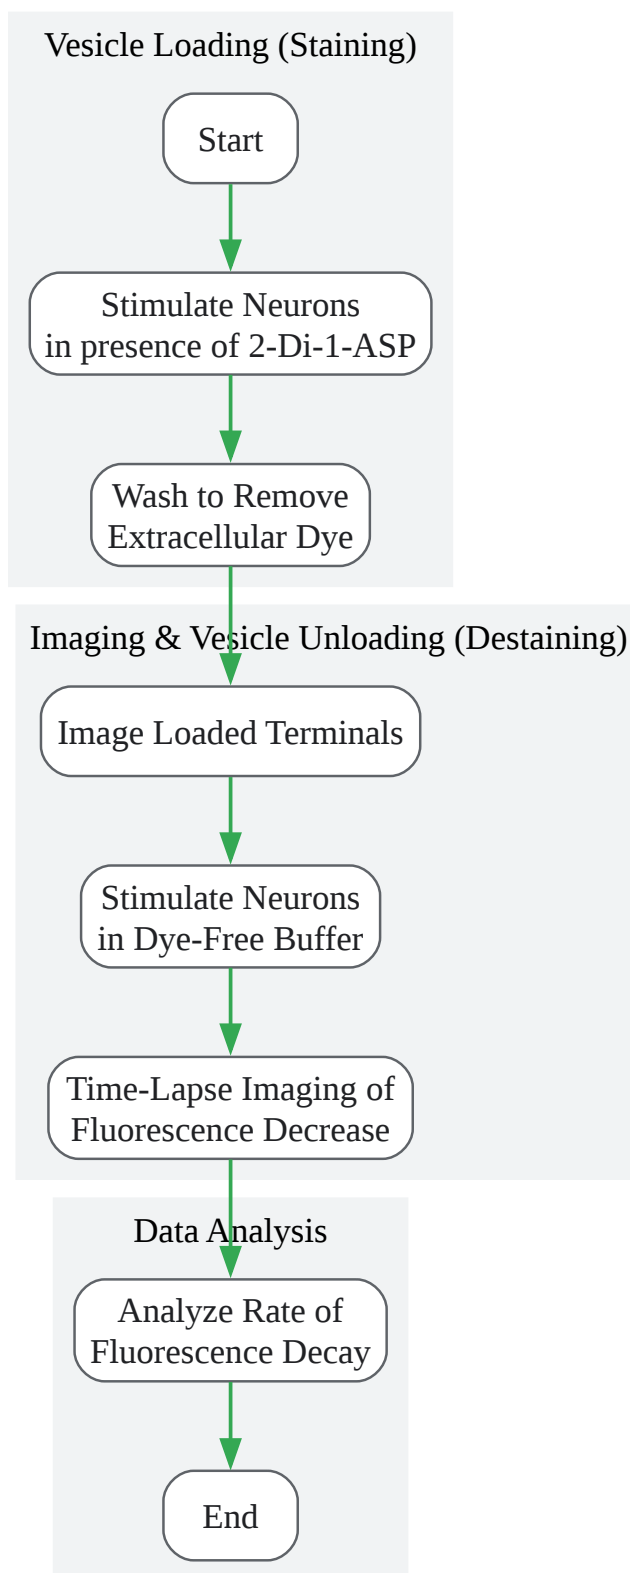 Vesicle Loading (Staining)
Start
Stimulate Neurons
in presence of 2-Di-1-ASP
Wash to Remove
Extracellular Dye
Imaging & Vesicle Unloading (Destaining)
Image Loaded Terminals
Stimulate Neurons
in Dye-Free Buffer
Time-Lapse Imaging of
Fluorescence Decrease
Data Analysis
Analyze Rate of
Fluorescence Decay
End